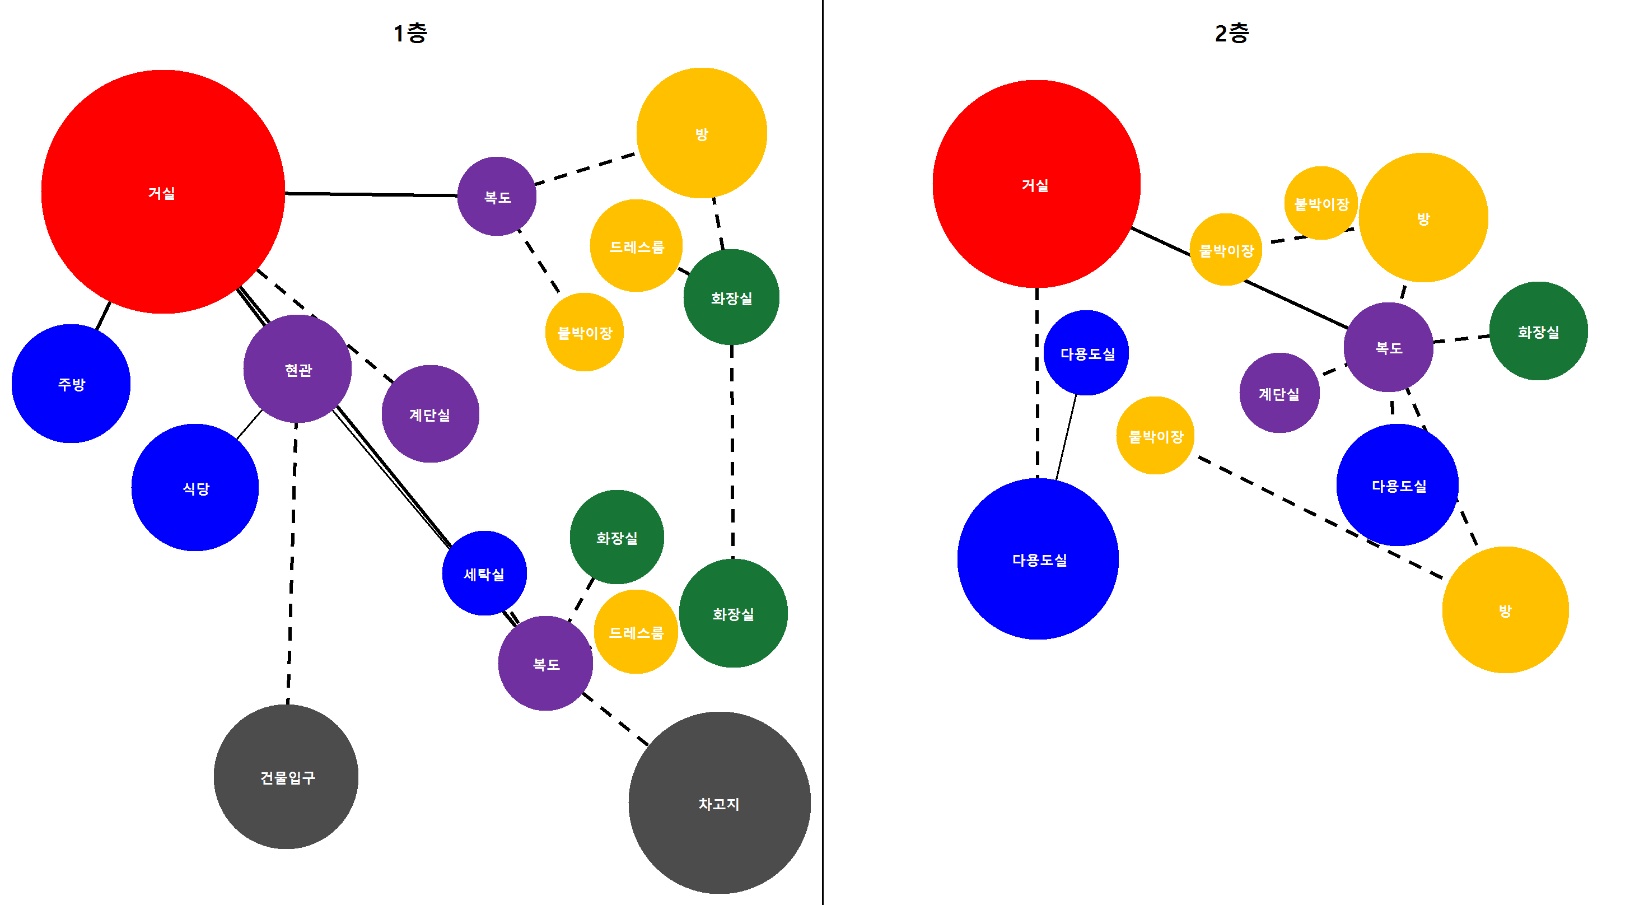 1층
거실
복도
방
드레스룸
화장실
붙박이장
주방
현관
계단실
식당
세탁실
화장실
드레스룸
화장실
복도
건물입구
차고지
2층
거실
붙박이장
방
붙박이장
화장실
복도
다용도실
계단실
붙박이장
다용도실
다용도실
방